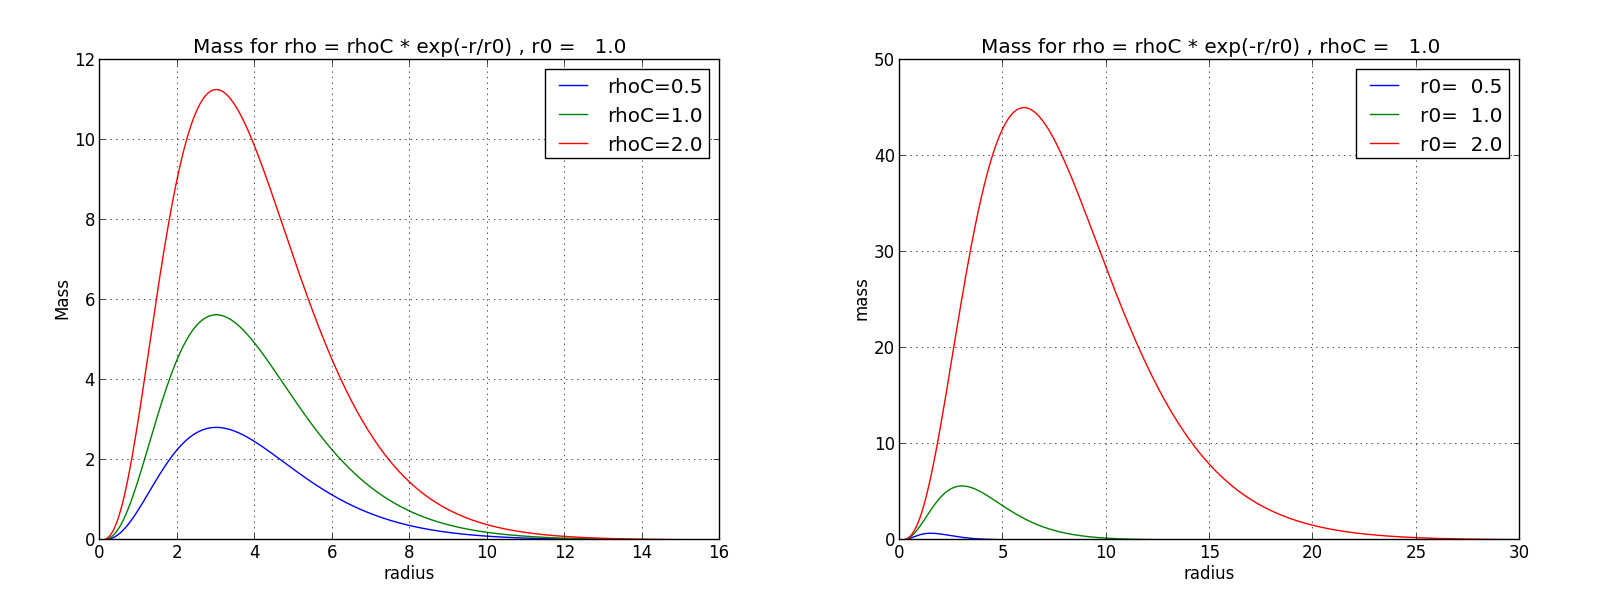 Mass for rho = rhoC * exp(-r/r0) , r0 =   1.0
12
10
8
6
4
2
0
Mass
rhoC=0.5
rhoC=1.0
rhoC=2.0
0 2 4 6 8 10 12 14 16
radius
Mass for rho = rhoC * exp(-r/r0) , rhoC =   1.0
50
40
30
20
10
0
mass
r0=  0.5
r0=  1.0
r0=  2.0
0 5 10 15 20 25 30
radius